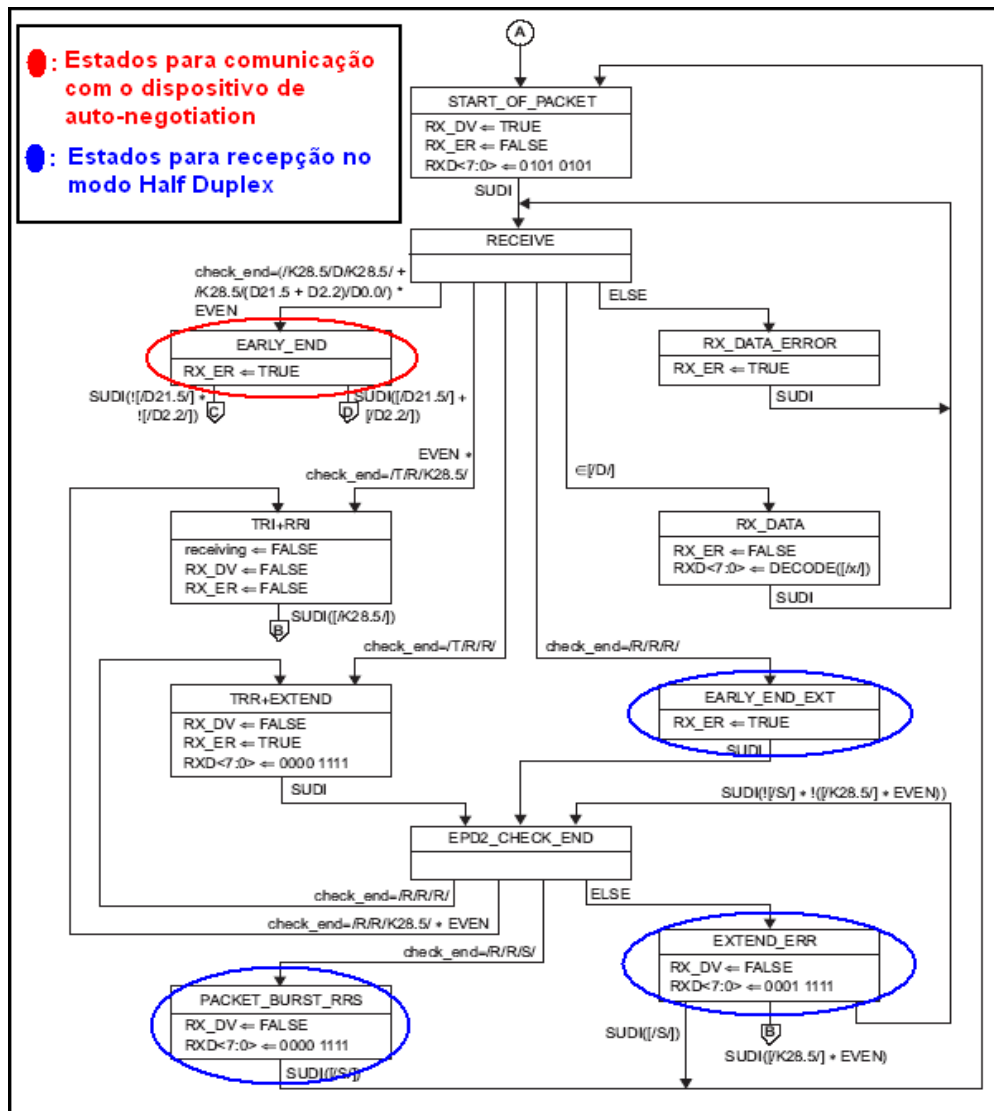 A
: Estados para comunicação
com o dispositivo de
auto-negotiation
: Estados para recepção no
modo Half Duplex
START_OF_PACKET
RX_DV ⇐ TRUE
RX_ER ⇐ FALSE
RXD<7:0> ⇐ 0101 0101
SUDI
RECEIVE
check_end=(/K28.5/D/K28.5/ +
/K28.5/(D21.5 + D2.2)/D0.0/) *
EVEN
ELSE
EARLY_END
RX_ER ⇐ TRUE
SUDI(![/D21.5/] *
![/D2.2/])
C
D
SUDI([/D21.5/] +
[/D2.2/])
RX_DATA_ERROR
RX_ER ⇐ TRUE
SUDI
EVEN *
check_end=/T/R/K28.5/
∈[/D/]
TRI+RRI
receiving ⇐ FALSE
RX_DV ⇐ FALSE
RX_ER ⇐ FALSE
SUDI([/K28.5/])
B
RX_DATA
RX_ER ⇐ FALSE
RXD<7:0> ⇐ DECODE([/x/])
SUDI
check_end=/T/R/R/
check_end=/R/R/R/
TRR+EXTEND
RX_DV ⇐ FALSE
RX_ER ⇐ TRUE
RXD<7:0> ⇐ 0000 1111
SUDI
EARLY_END_EXT
RX_ER ⇐ TRUE
SUDI
SUDI(![/S/] * !([/K28.5/] * EVEN))
EPD2_CHECK_END
check_end=/R/R/R/
ELSE
check_end=/R/R/K28.5/ * EVEN
check_end=/R/R/S/
EXTEND_ERR
RX_DV ⇐ FALSE
RXD<7:0> ⇐ 0001 1111
PACKET_BURST_RRS
RX_DV ⇐ FALSE
RXD<7:0> ⇐ 0000 1111
SUDI([/S/])
SUDI([/S/])
B
SUDI([/K28.5/] * EVEN)